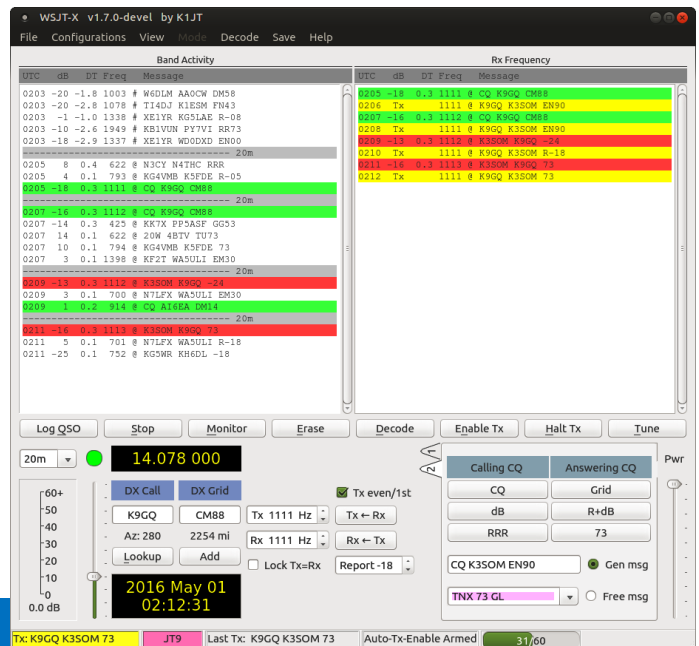 WSJT-X v1.7.0-devel by K1JT
File Configurations View Mode Decode Save Help
Band Activity
UTC dB DT Freq Message
0203 -20 -1.8 1003 # W6DLM AA0CW DM58
0203 -20 -2.8 1078 # TI4DJ K1ESM FN43
0203 -1 -1.0 1338 # XE1YR KG5LAE R-08
0203 -10 -2.6 1949 # KB1VUN PY7VI RR73
0203 -18 -2.9 1337 # XE1YR WD0DXD EN00
---------------------------------- 20m
0205 8 0.4 622 @ N3CY N4THC RRR
0205 4 0.1 793 @ KG4VMB K5FDE R-05
0205 -18 0.3 1111 @ CQ K9GQ CM88
---------------------------------- 20m
0207 -16 0.3 1112 @ CQ K9GQ CM88
0207 -14 0.3 425 @ KK7X PP5ASF GG53
0207 14 0.1 622 @ 20W 4BTV TU73
0207 10 0.1 794 @ KG4VMB K5FDE 73
0207 3 0.1 1398 @ KF2T WA5ULI EM30
---------------------------------- 20m
0209 -13 0.3 1112 @ K3SOM K9GQ -24
0209 3 0.1 700 @ N7LFX WA5ULI EM30
0209 1 0.2 914 @ CQ AI6EA DM14
---------------------------------- 20m
0211 -16 0.3 1113 @ K3SOM K9GQ 73
0211 5 0.1 701 @ N7LFX WA5ULI R-18
0211 -25 0.1 752 @ KG5WR KH6DL -18
Rx Frequency
UTC dB DT Freq Message
0205 -18 0.3 1111 @ CQ K9GQ CM88
0206 Tx 1111 @ K9GQ K3SOM EN90
0207 -16 0.3 1112 @ CQ K9GQ CM88
0208 Tx 1111 @ K9GQ K3SOM EN90
0209 -13 0.3 1112 @ K3SOM K9GQ -24
0210 Tx 1111 @ K9GQ K3SOM R-18
0211 -16 0.3 1113 @ K3SOM K9GQ 73
0212 Tx 1111 @ K9GQ K3SOM 73
Log QSO Stop Monitor Erase Decode Enable Tx Halt Tx Tune
20m
14.078 000
60+
50
40
30
20
10
0
0.0 dB
DX Call DX Grid
K9GQ CM88
Az: 280 2254 mi
Lookup Add
2016 May 01
02:12:31
Tx even/1st
Tx 1111 Hz Tx ← Rx
Rx 1111 Hz Rx ← Tx
Lock Tx=Rx Report -18
1
2
Calling CQ Answering CQ
CQ Grid
dB R+dB
RRR 73
CQ K3SOM EN90 Gen msg
TNX 73 GL Free msg
Pwr
Tx: K9GQ K3SOM 73 JT9 Last Tx: K9GQ K3SOM 73 Auto-Tx-Enable Armed 31/60